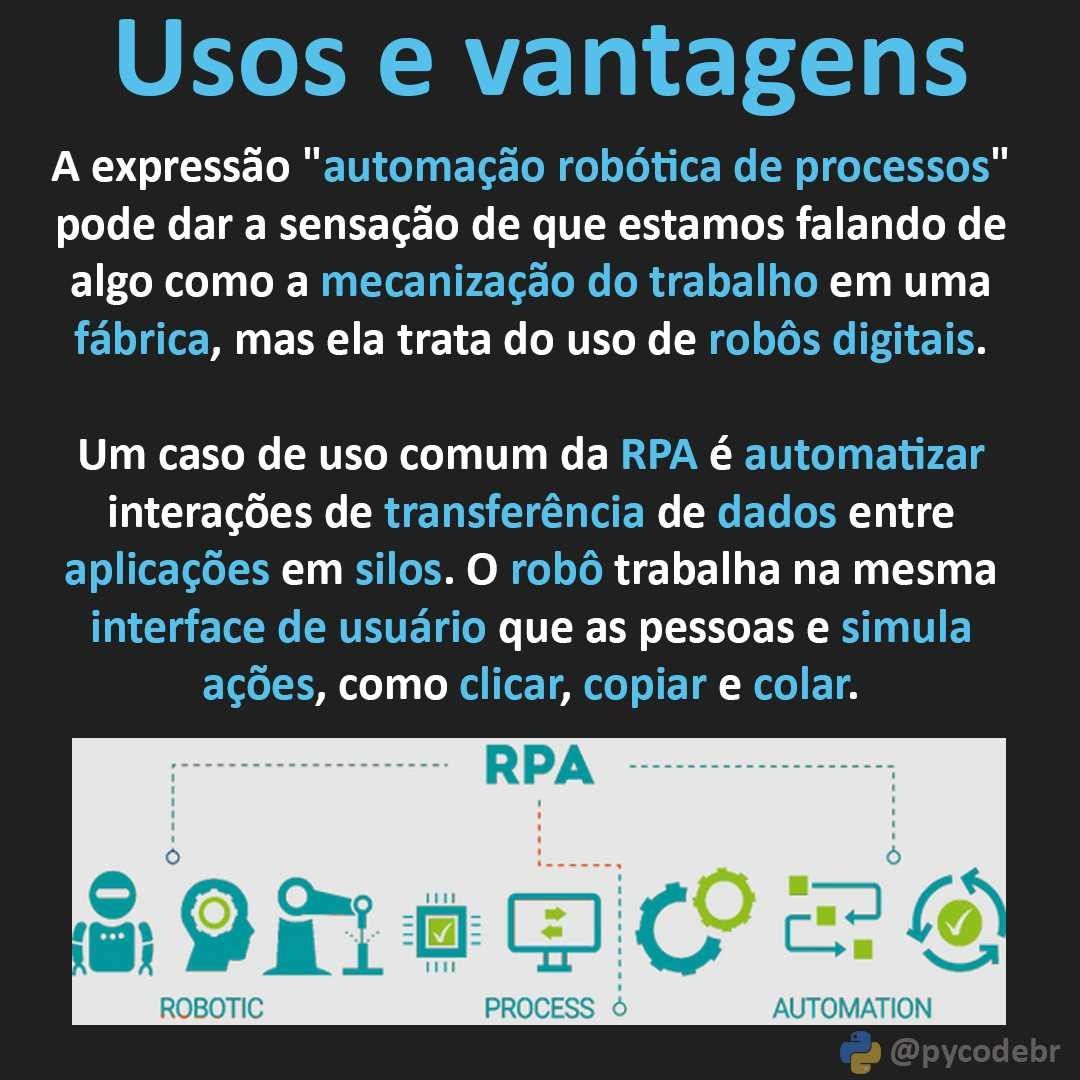 Usos e vantagens
A expressão "automação robótica de processos"
pode dar a sensação de que estamos falando de
algo como a mecanização do trabalho em uma
fábrica, mas ela trata do uso de robôs digitais.
Um caso de uso comum da RPA é automatizar
interações de transferência de dados entre
aplicações em silos. O robô trabalha na mesma
interface de usuário que as pessoas e simula
ações, como clicar, copiar e colar.
RPA
ROBOTIC
PROCESS
AUTOMATION
@pycodebr